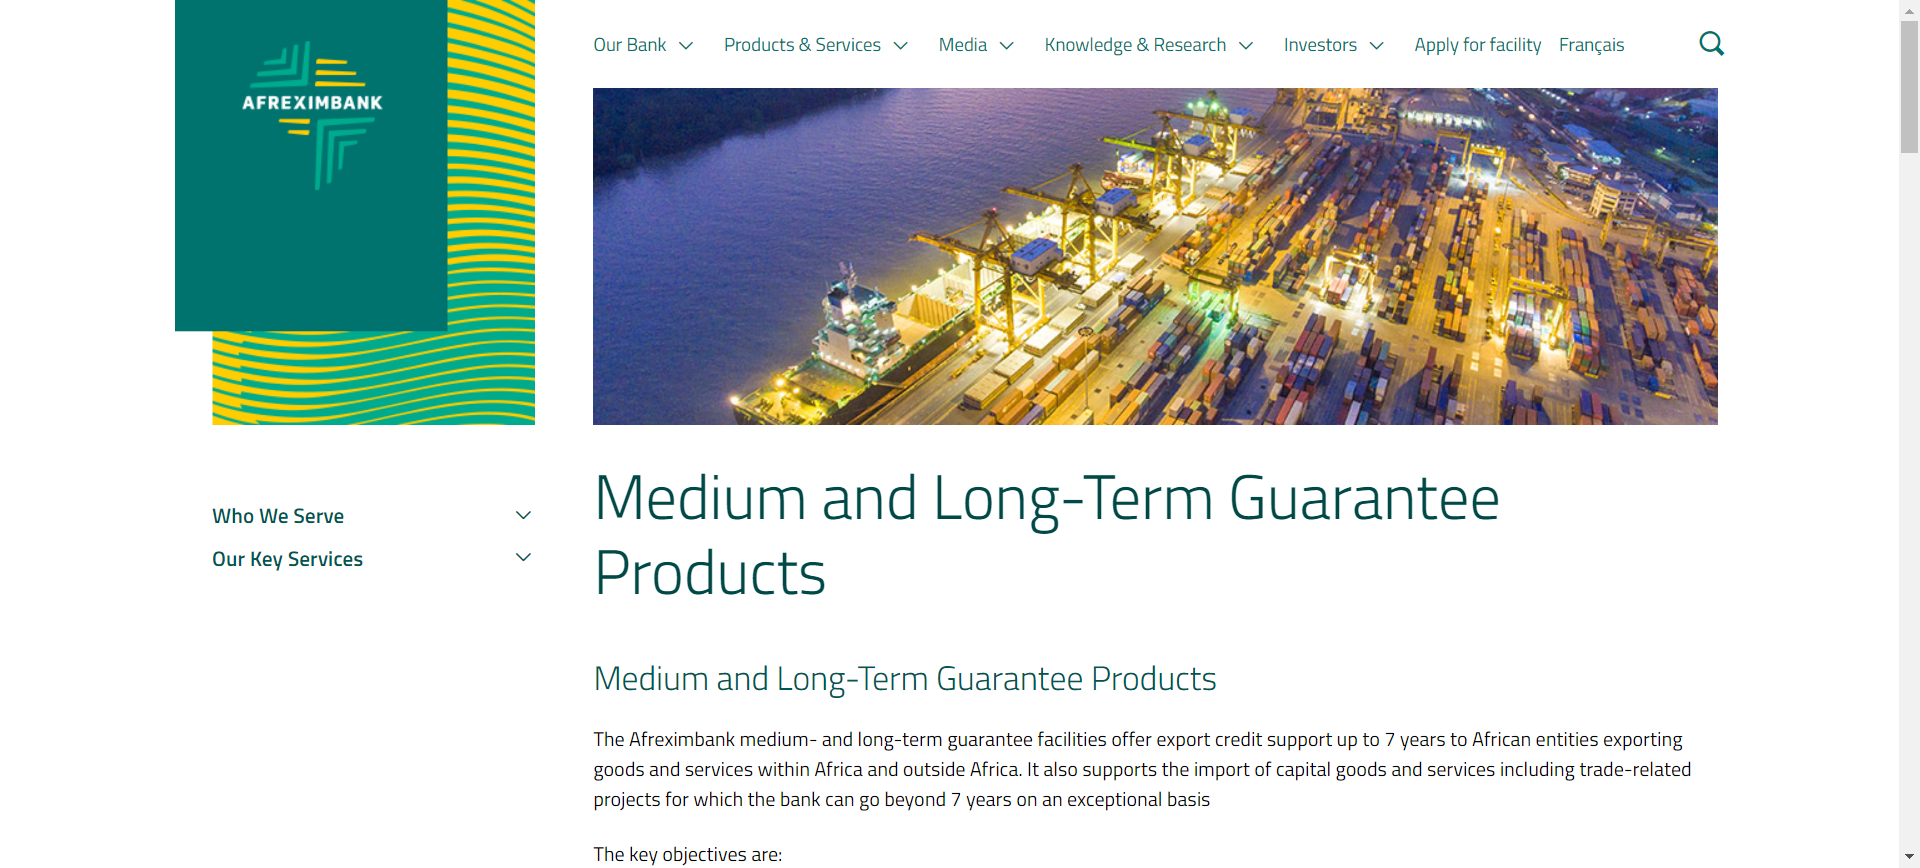 AFREXIMBANK
Our Bank
Products & Services
Media
Knowledge & Research
Investors
Apply for facility
Français
Who We Serve
Our Key Services
Medium and Long-Term Guarantee
Products
Medium and Long-Term Guarantee Products
The Afreximbank medium- and long-term guarantee facilities offer export credit support up to 7 years to African entities exporting
goods and services within Africa and outside Africa. It also supports the import of capital goods and services including trade-related
projects for which the bank can go beyond 7 years on an exceptional basis
The key objectives are: